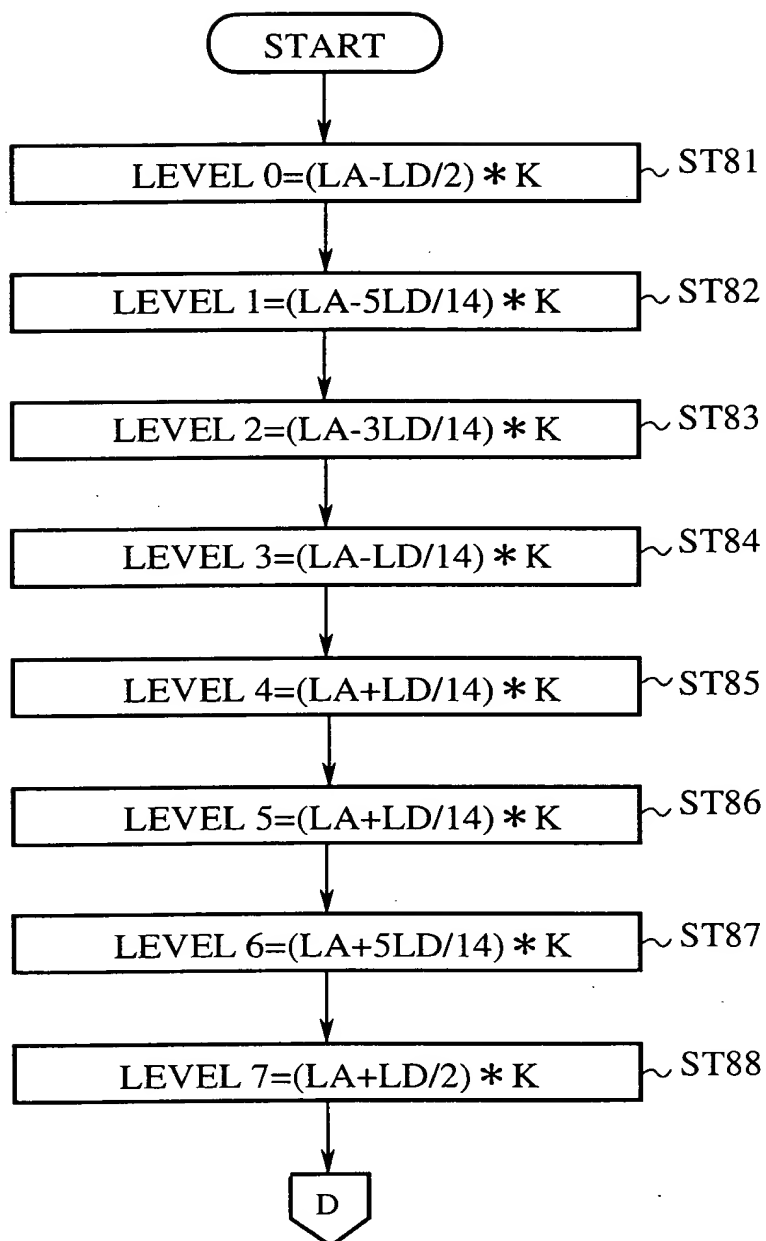 START
LEVEL 0=(LA-LD/2) * K
ST81
LEVEL 1=(LA-5LD/14) * K
ST82
LEVEL 2=(LA-3LD/14) * K
ST83
LEVEL 3=(LA-LD/14) * K
ST84
LEVEL 4=(LA+LD/14) * K
ST85
LEVEL 5=(LA+LD/14) * K
ST86
LEVEL 6=(LA+5LD/14) * K
ST87
LEVEL 7=(LA+LD/2) * K
ST88
D